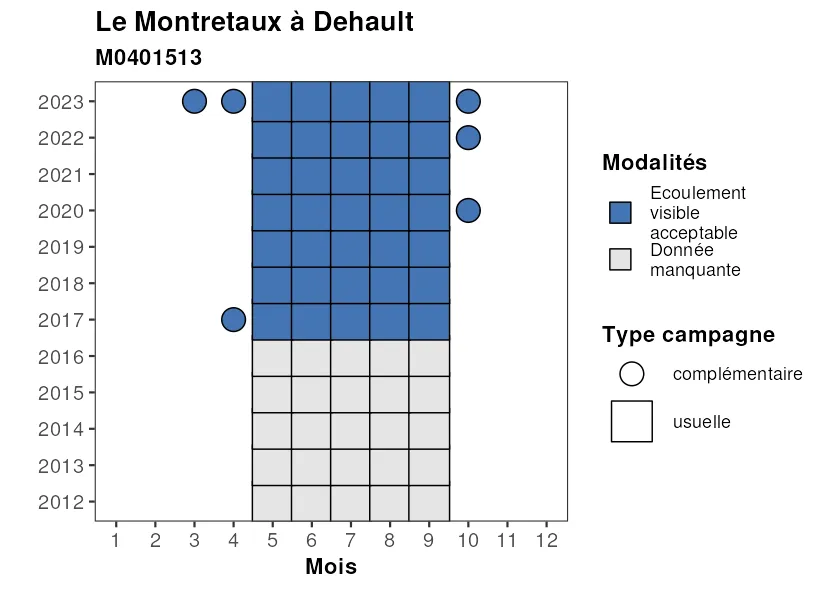 Le Montretaux à Dehault
M0401513
2023
2022
2021
2020
2019
2018
2017
2016
2015
2014
2013
2012
1 2 3 4 5 6 7 8 9 10 11 12
Mois
Modalités
Ecoulement
visible
acceptable
Donnée
manquante
Type campagne
complémentaire
usuelle